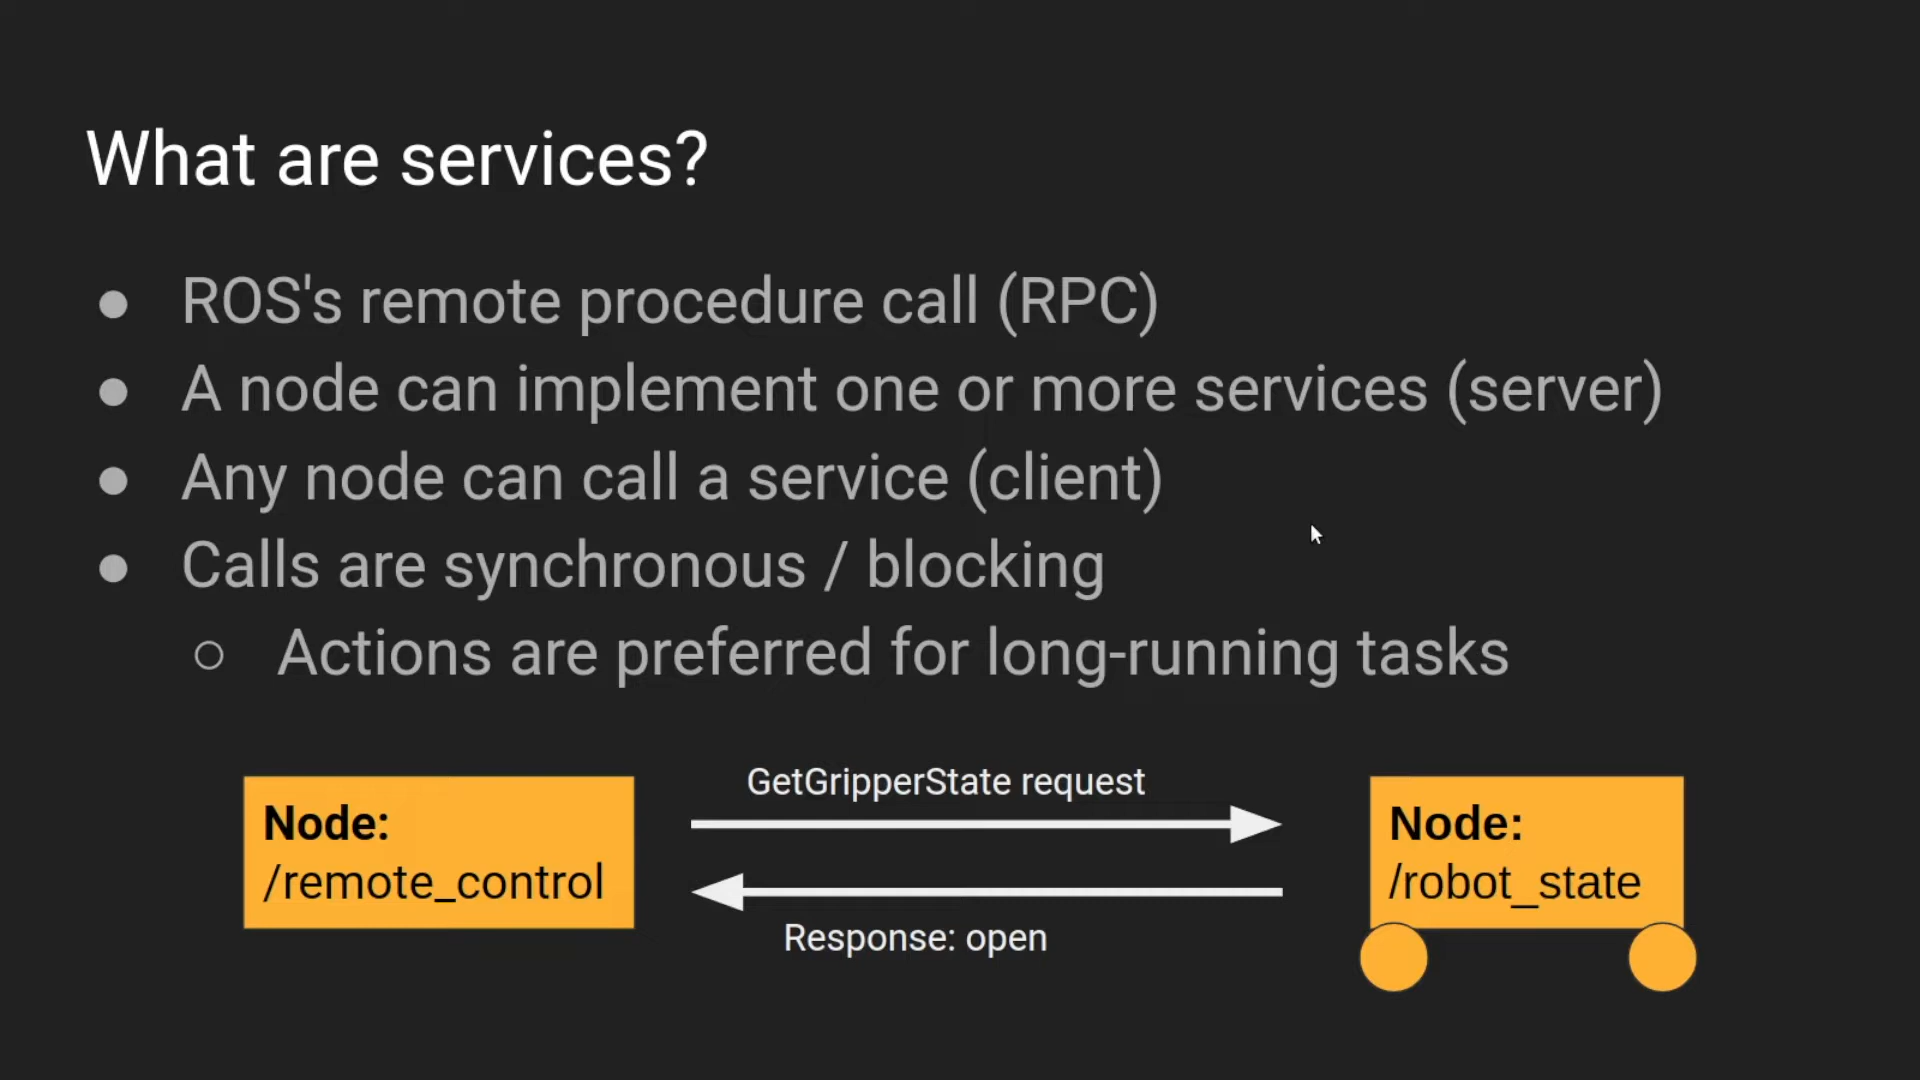 What are services?
● ROS's remote procedure call (RPC)
● A node can implement one or more services (server)
● Any node can call a service (client)
● Calls are synchronous / blocking
○ Actions are preferred for long-running tasks
GetGripperState request
Node:
/remote_control
Node:
/robot_state
Response: open